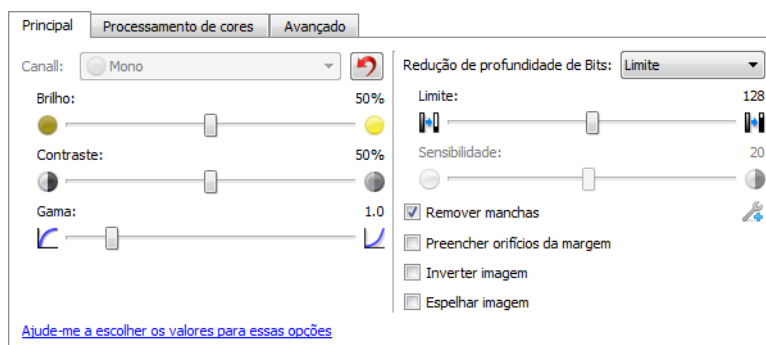 Principal Processamento de cores Avançado
Canall: Mono
Brilho: 50%
Contraste: 50%
Gama: 1.0
Ajude-me a escolher os valores para essas opções
Redução de profundidade de Bits: Limite
Limite: 128
Sensibilidade: 20
Remover manchas
Preencher orifícios da margem
Inverter imagem
Espelhar imagem